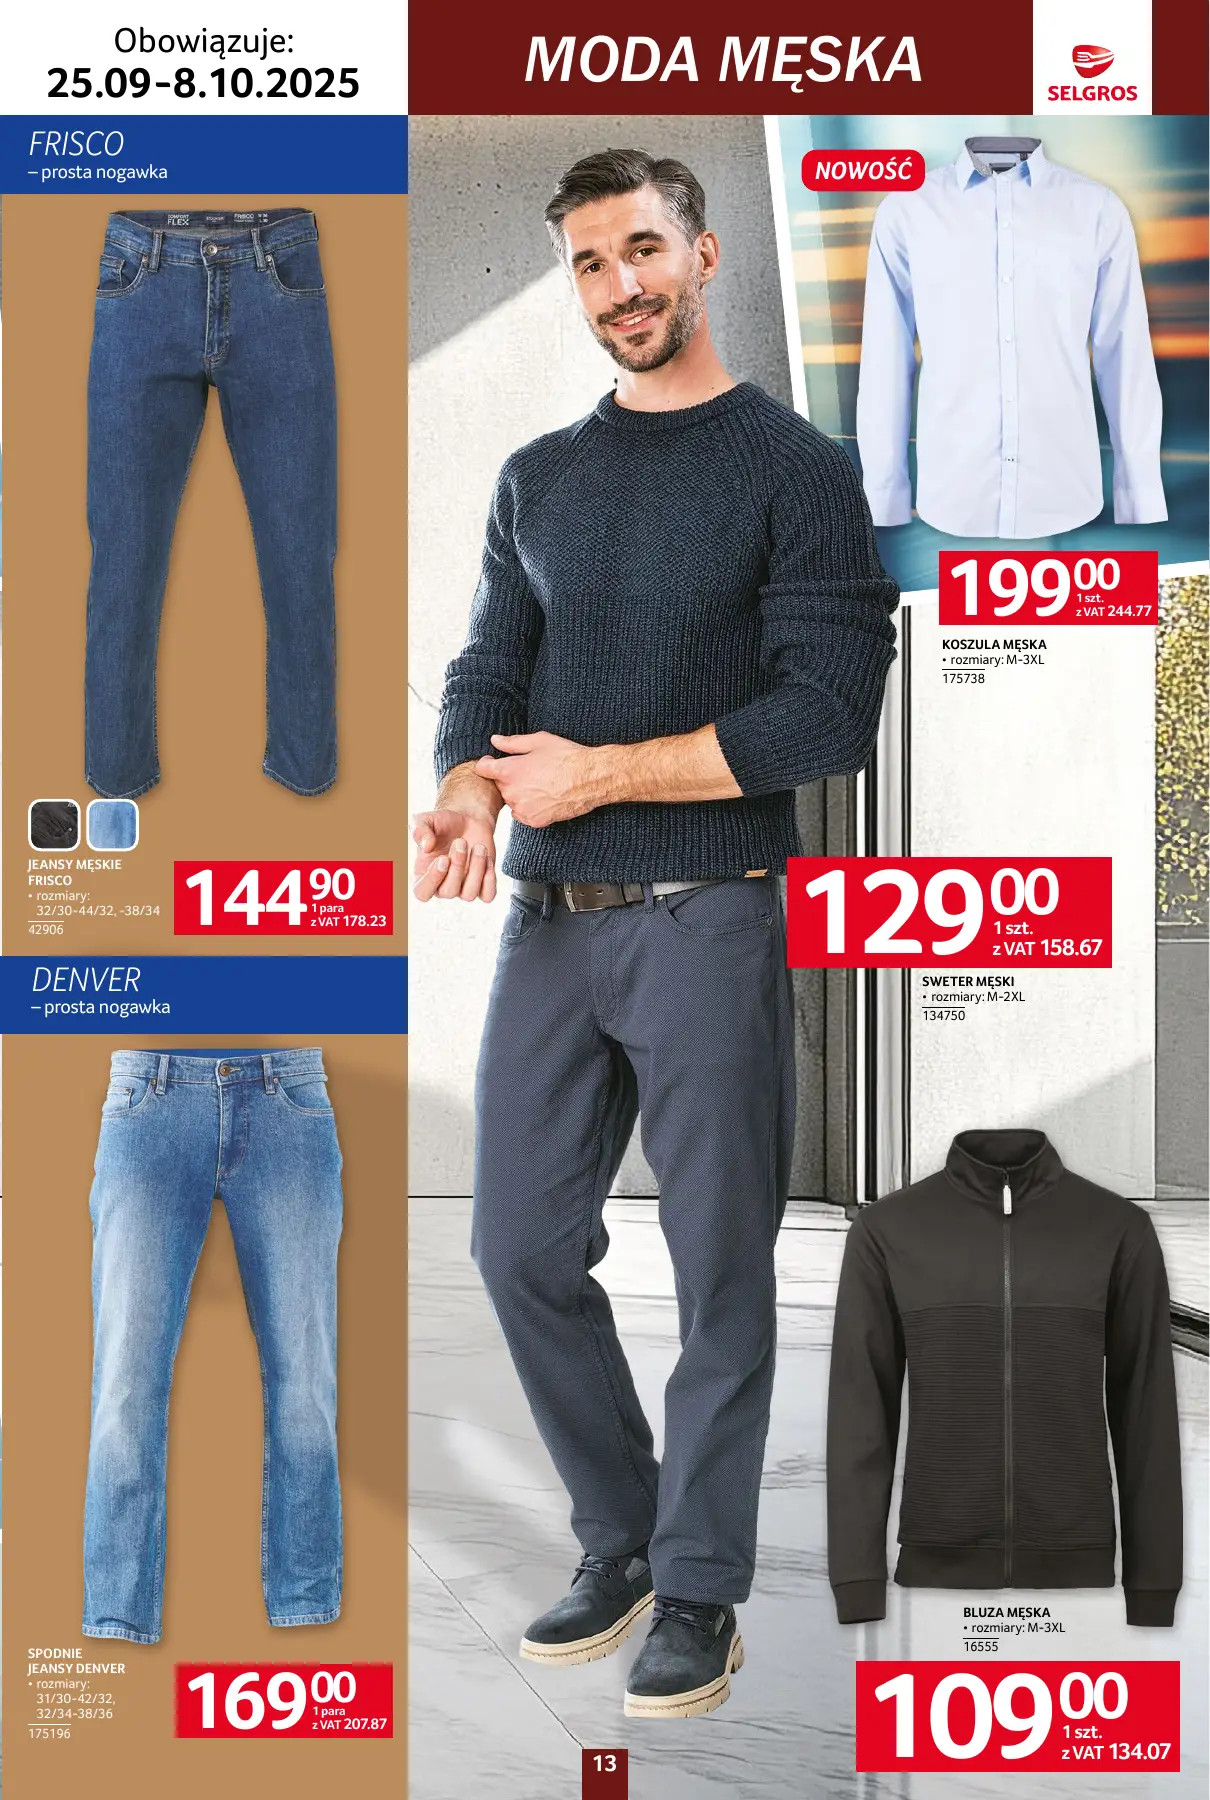 Obowiązuje:
25.09-8.10.2025
MODA MĘSKA
SELGROS
FRISCO
– prosta nogawka
COMFORT
FLEX
FRISCO
JEANSY MĘSKIE
FRISCO
• rozmiary:
32/30-44/32, -38/34
42906
144 90
1 para
z VAT 178.23
DENVER
– prosta nogawka
SPODNIE
JEANSY DENVER
• rozmiary:
31/30-42/32,
32/34-38/36
175196
169 00
1 para
z VAT 207.87
NOWOŚĆ
199 00
1 szt.
z VAT 244.77
KOSZULA MĘSKA
• rozmiary: M-3XL
175738
129 00
1 szt.
z VAT 158.67
SWETER MĘSKI
• rozmiary: M-2XL
134750
BLUZA MĘSKA
• rozmiary: M-3XL
16555
109 00
1 szt.
z VAT 134.07
13